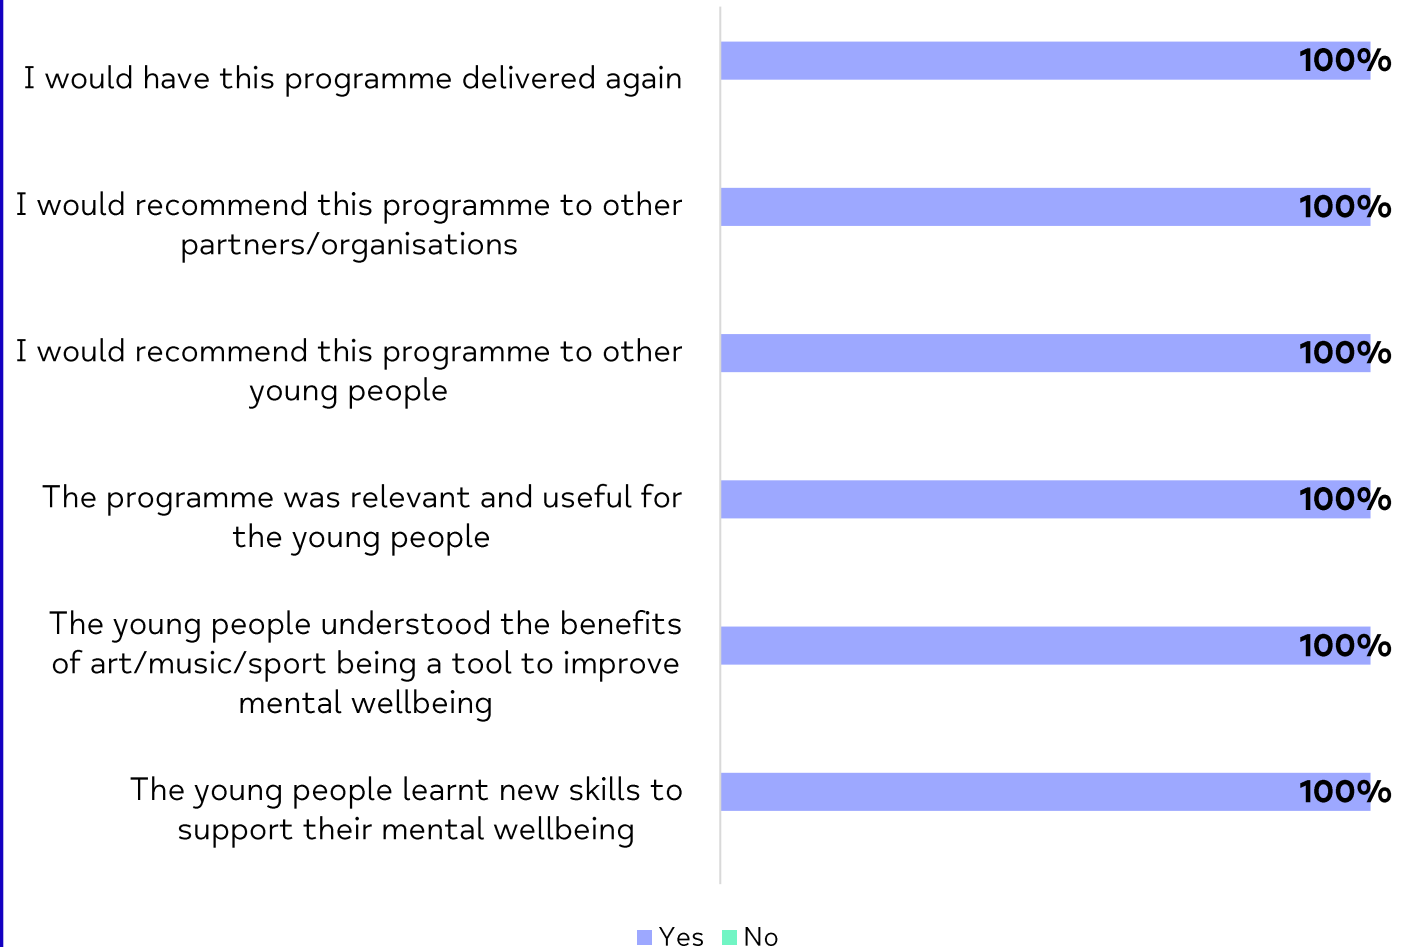 I would have this programme delivered again
100%
I would recommend this programme to other
partners/organisations
100%
I would recommend this programme to other
young people
100%
The programme was relevant and useful for
the young people
100%
The young people understood the benefits
of art/music/sport being a tool to improve
mental wellbeing
100%
The young people learnt new skills to
support their mental wellbeing
100%
Yes No